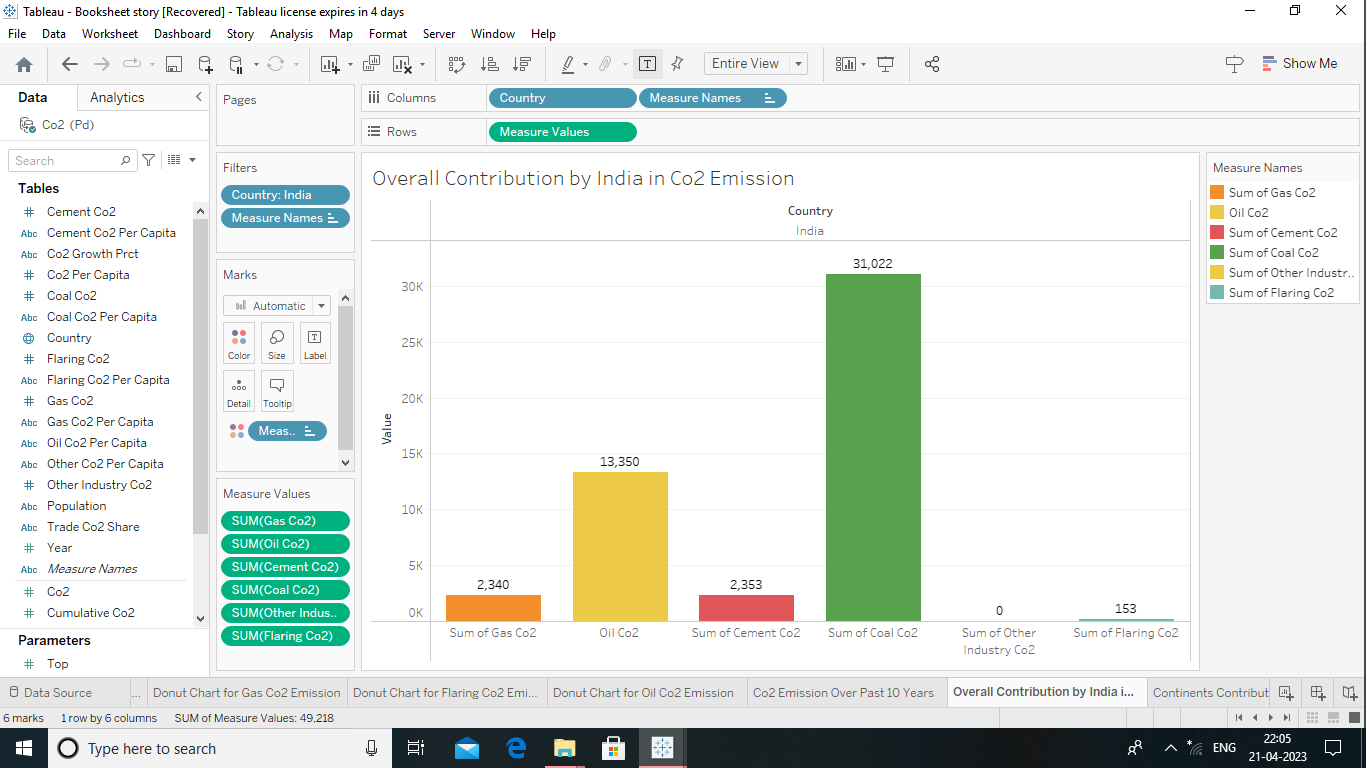 Tableau - Booksheet story [Recovered] - Tableau license expires in 4 days
File Data Worksheet Dashboard Story Analysis Map Format Server Window Help
Entire View
Show Me
Data Analytics
Co2 (Pd)
Search
Tables
Cement Co2
Abc Cement Co2 Per Capita
Abc Co2 Growth Prct
Co2 Per Capita
Coal Co2
Abc Coal Co2 Per Capita
Country
Flaring Co2
Abc Flaring Co2 Per Capita
Gas Co2
Abc Gas Co2 Per Capita
Abc Oil Co2 Per Capita
Abc Other Co2 Per Capita
Other Industry Co2
Abc Population
Abc Trade Co2 Share
Year
Abc Measure Names
Co2
Cumulative Co2
Parameters
Top
Pages
Filters
Country: India
Measure Names
Marks
Automatic
Color Size Label
Detail Tooltip
Meas..
Measure Values
SUM(Gas Co2)
SUM(Oil Co2)
SUM(Cement Co2)
SUM(Coal Co2)
SUM(Other Indus..
SUM(Flaring Co2)
Columns Country Measure Names
Rows Measure Values
Overall Contribution by India in Co2 Emission
Country
India
Value
30K
25K
20K
15K
10K
5K
0K
2,340
13,350
2,353
31,022
0
153
Sum of Gas Co2
Oil Co2
Sum of Cement Co2
Sum of Coal Co2
Sum of Other
Industry Co2
Sum of Flaring Co2
Measure Names
Sum of Gas Co2
Oil Co2
Sum of Cement Co2
Sum of Coal Co2
Sum of Other Industr..
Sum of Flaring Co2
Data Source ... Donut Chart for Gas Co2 Emission Donut Chart for Flaring Co2 Emi... Donut Chart for Oil Co2 Emission Co2 Emission Over Past 10 Years Overall Contribution by India i... Continents Contribut
6 marks 1 row by 6 columns SUM of Measure Values: 49,218
Type here to search
ENG
22:05
21-04-2023